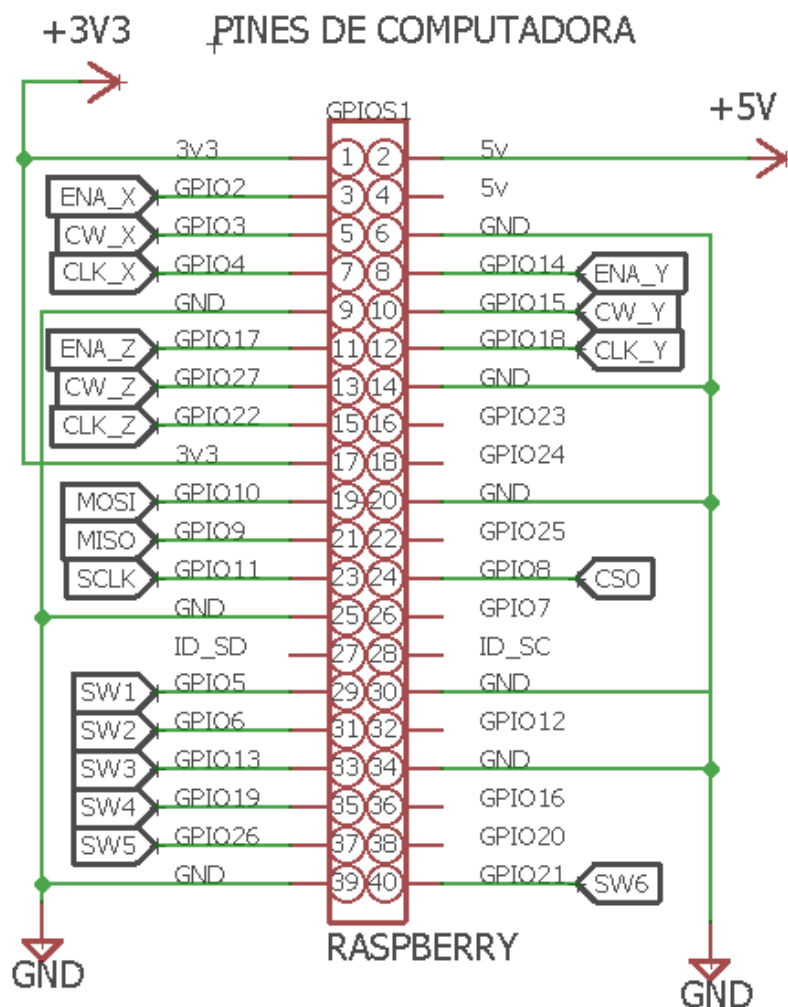 +3V3 PINES DE COMPUTADORA
GPIOS1
+5V
3v3 1 2 5v
ENA_X GPIO2 3 4 5v
CW_X GPIO3 5 6 GND
CLK_X GPIO4 7 8 GPIO14 ENA_Y
GND 9 10 GPIO15 CW_Y
ENA_Z GPIO17 11 12 GPIO18 CLK_Y
CW_Z GPIO27 13 14 GND
CLK_Z GPIO22 15 16 GPIO23
3v3 17 18 GPIO24
MOSI GPIO10 19 20 GND
MISO GPIO9 21 22 GPIO25
SCLK GPIO11 23 24 GPIO8 CS0
GND 25 26 GPIO7
ID_SD 27 28 ID_SC
SW1 GPIO5 29 30 GND
SW2 GPIO6 31 32 GPIO12
SW3 GPIO13 33 34 GND
SW4 GPIO19 35 36 GPIO16
SW5 GPIO26 37 38 GPIO20
GND 39 40 GPIO21 SW6
RASPBERRY
GND
GND